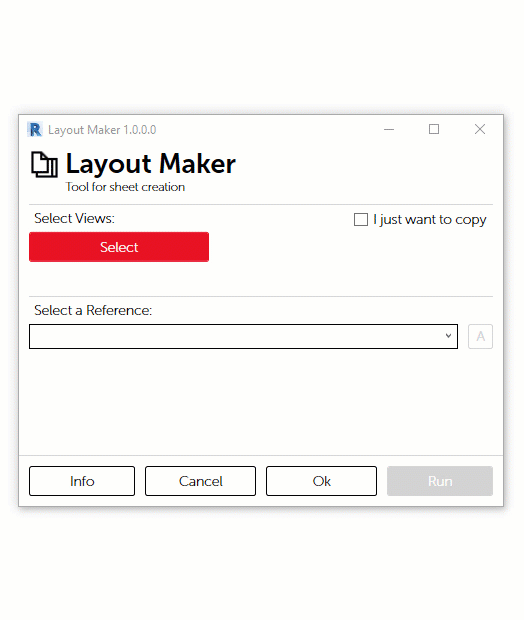 Layout Maker 1.0.0.0
Layout Maker
Tool for sheet creation
Select Views:
I just want to copy
Select
Select a Reference:
A
Info Cancel Ok Run